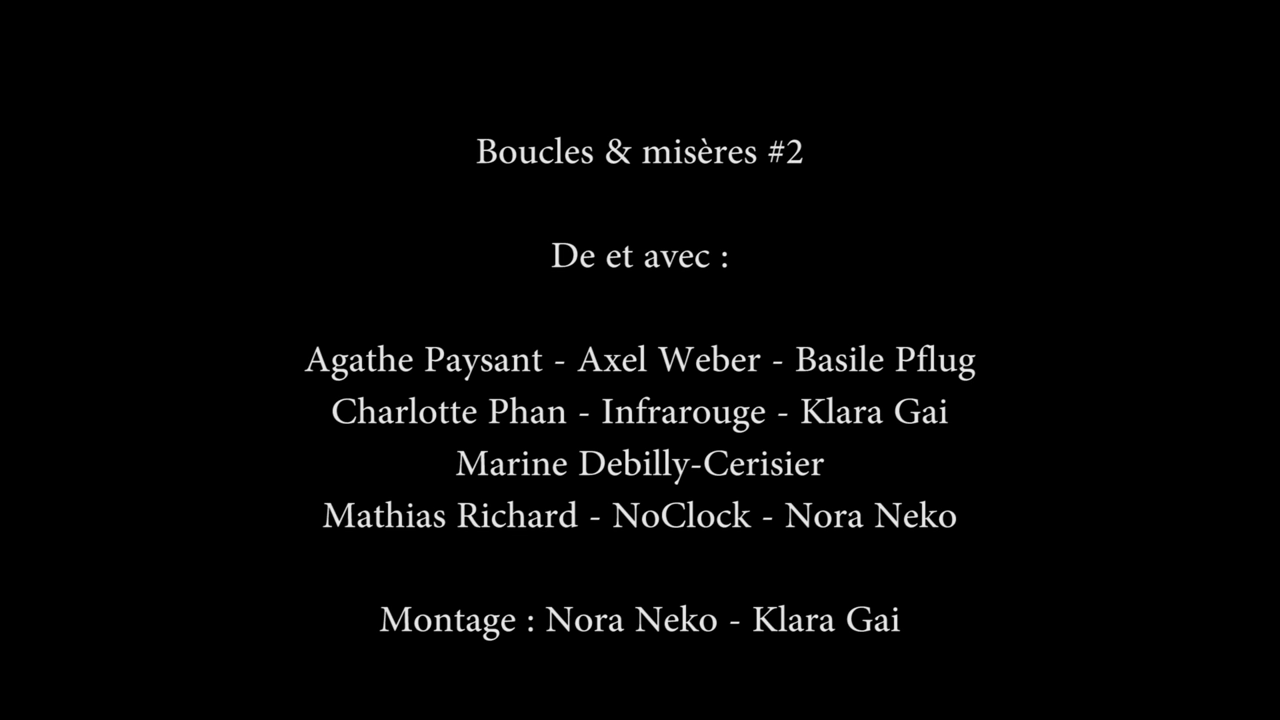 Boucles & misères #2
De et avec :
Agathe Paysant - Axel Weber - Basile Pflug
Charlotte Phan - Infrarouge - Klara Gai
Marine Debilly-Cerisier
Mathias Richard - NoClock - Nora Neko
Montage : Nora Neko - Klara Gai